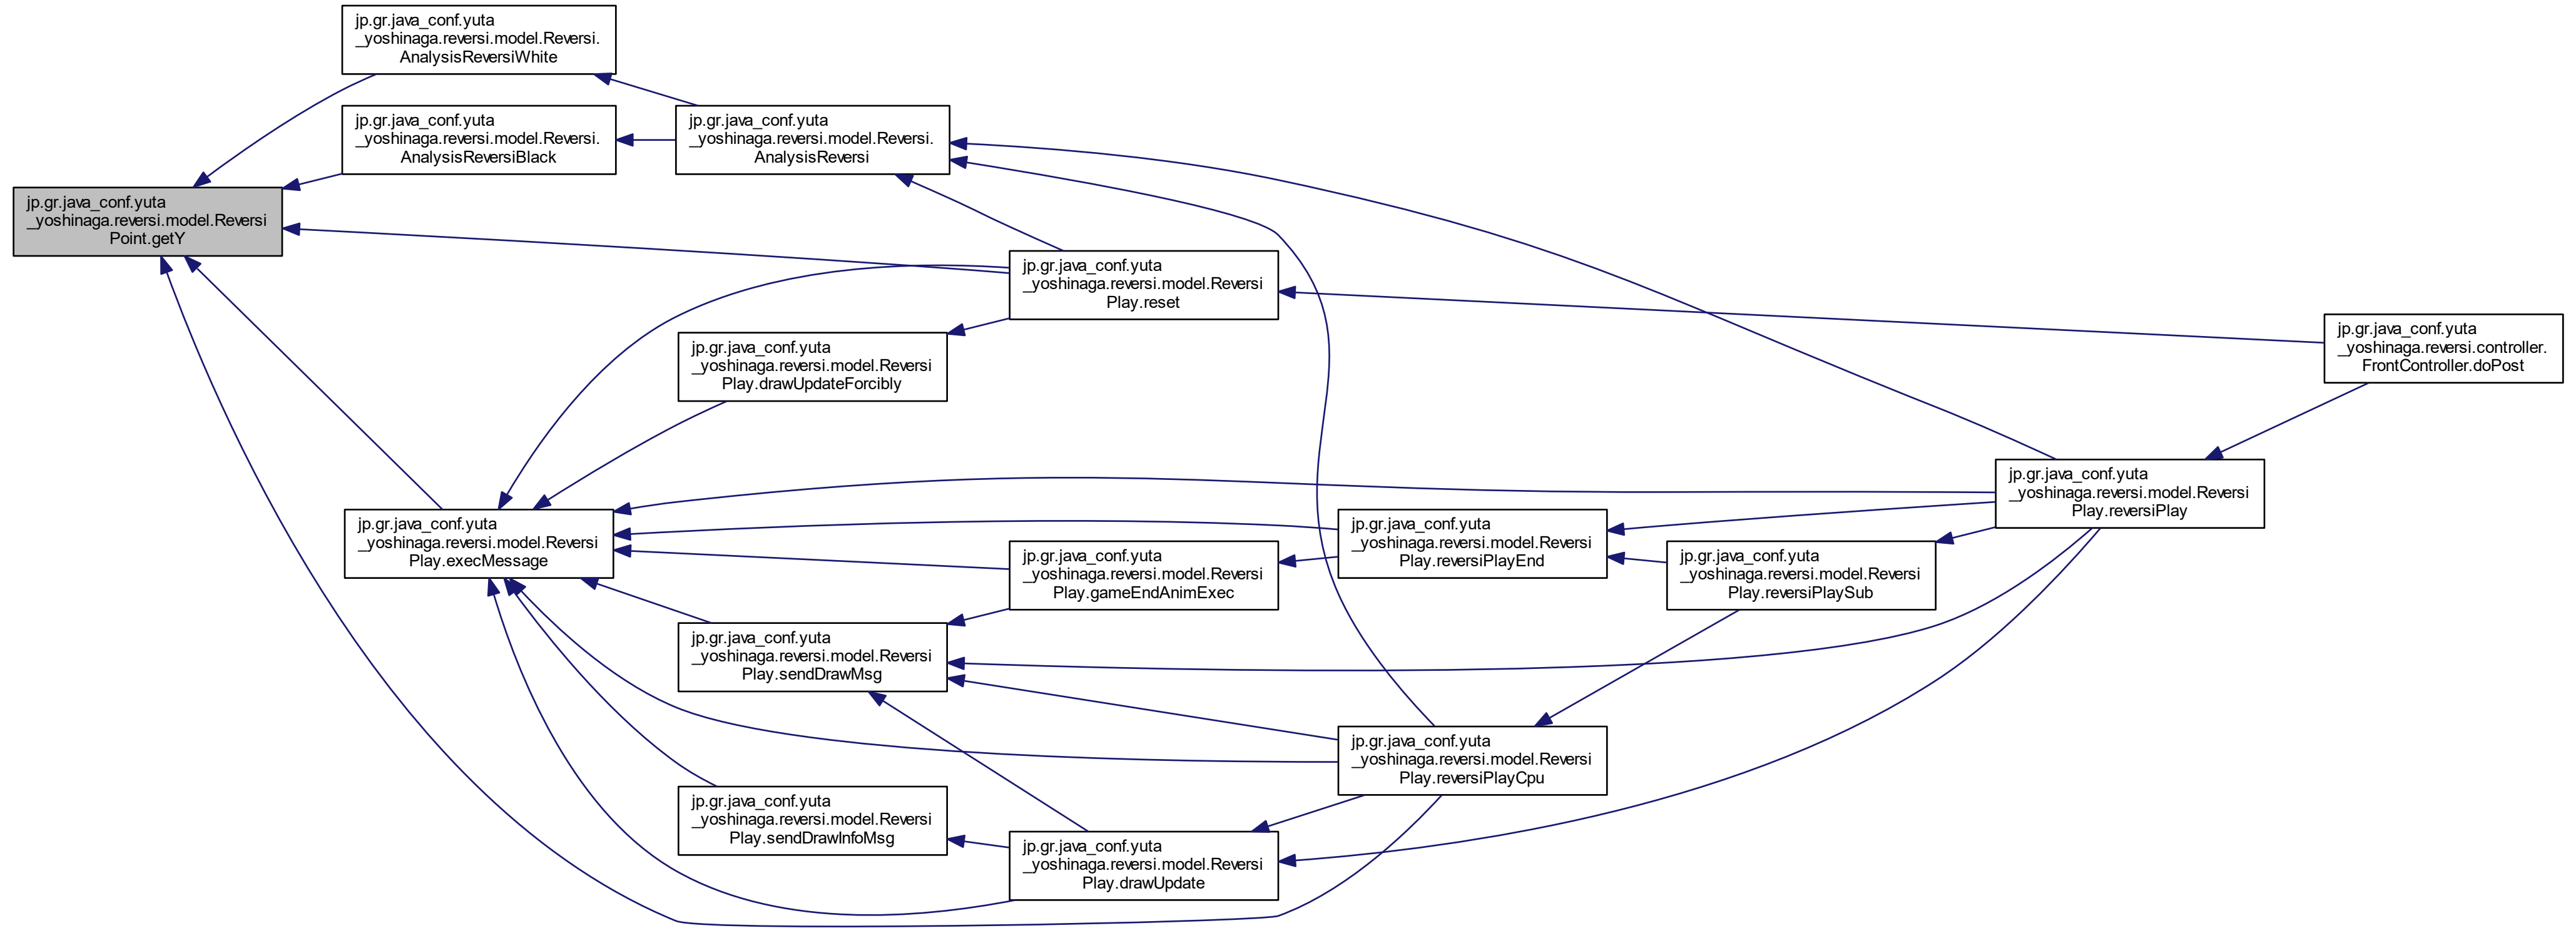 jp.gr.java_conf.yuta
_yoshinaga.reversi.model.Reversi.
AnalysisReversiWhite
jp.gr.java_conf.yuta
_yoshinaga.reversi.model.Reversi.
AnalysisReversiBlack
jp.gr.java_conf.yuta
_yoshinaga.reversi.model.Reversi.
AnalysisReversi
jp.gr.java_conf.yuta
_yoshinaga.reversi.model.Reversi
Point.getY
jp.gr.java_conf.yuta
_yoshinaga.reversi.model.Reversi
Play.reset
jp.gr.java_conf.yuta
_yoshinaga.reversi.model.Reversi
Play.drawUpdateForcibly
jp.gr.java_conf.yuta
_yoshinaga.reversi.controller.
FrontController.doPost
jp.gr.java_conf.yuta
_yoshinaga.reversi.model.Reversi
Play.reversiPlay
jp.gr.java_conf.yuta
_yoshinaga.reversi.model.Reversi
Play.execMessage
jp.gr.java_conf.yuta
_yoshinaga.reversi.model.Reversi
Play.reversiPlayEnd
jp.gr.java_conf.yuta
_yoshinaga.reversi.model.Reversi
Play.gameEndAnimExec
jp.gr.java_conf.yuta
_yoshinaga.reversi.model.Reversi
Play.reversiPlaySub
jp.gr.java_conf.yuta
_yoshinaga.reversi.model.Reversi
Play.sendDrawMsg
jp.gr.java_conf.yuta
_yoshinaga.reversi.model.Reversi
Play.reversiPlayCpu
jp.gr.java_conf.yuta
_yoshinaga.reversi.model.Reversi
Play.sendDrawInfoMsg
jp.gr.java_conf.yuta
_yoshinaga.reversi.model.Reversi
Play.drawUpdate